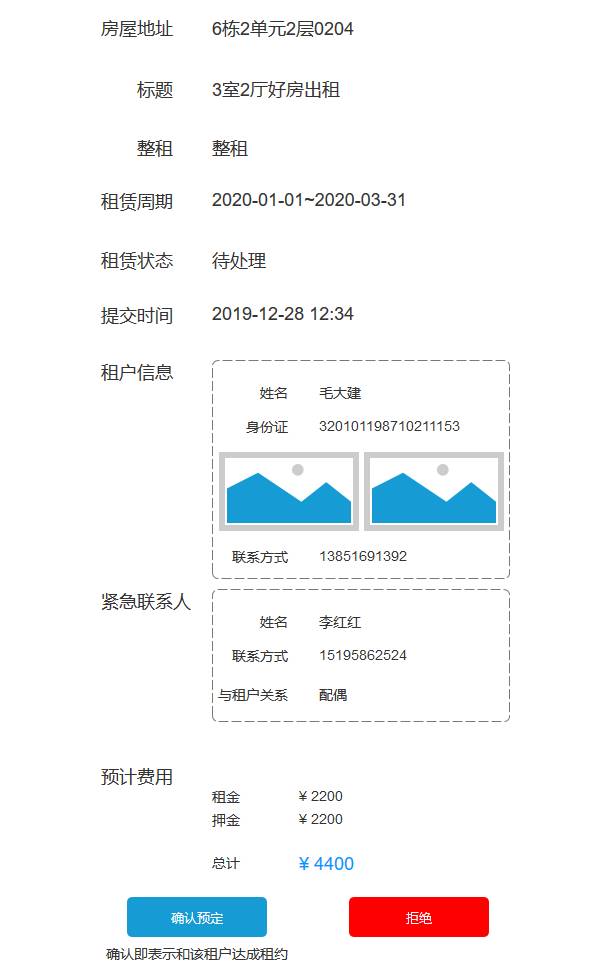 房屋地址 6栋2单元2层0204
标题 3室2厅好房出租
整租 整租
租赁周期 2020-01-01~2020-03-31
租赁状态 待处理
提交时间 2019-12-28 12:34
租户信息
姓名 毛大建
身份证 320101198710211153
联系方式 13851691392
紧急联系人
姓名 李红红
联系方式 15195862524
与租户关系 配偶
预计费用
租金 ¥ 2200
押金 ¥ 2200
总计 ¥ 4400
确认预定 拒绝
确认即表示和该租户达成租约